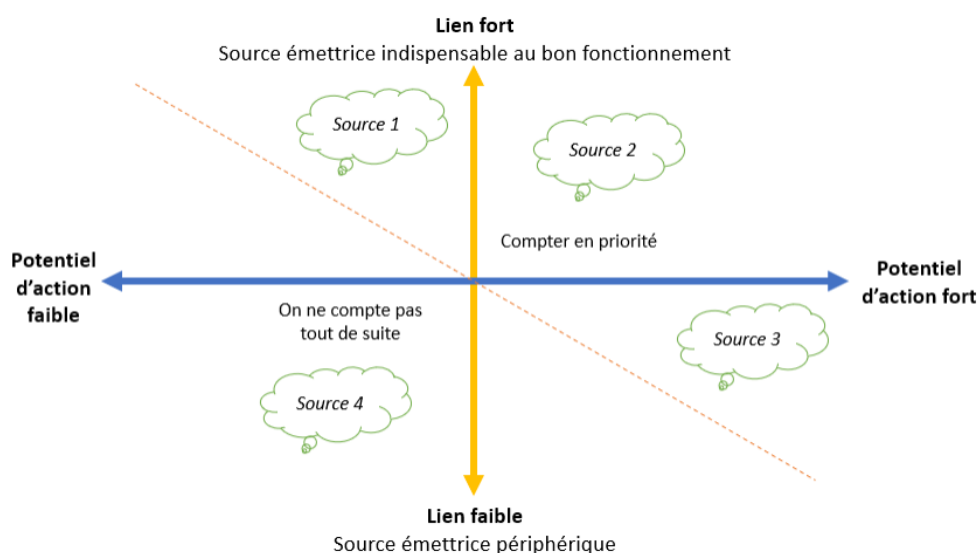 Lien fort
Source émettrice indispensable au bon fonctionnement
Source 1
Source 2
Compter en priorité
Potentiel
d’action
faible
Potentiel
d’action fort
On ne compte pas
tout de suite
Source 3
Source 4
Lien faible
Source émettrice périphérique